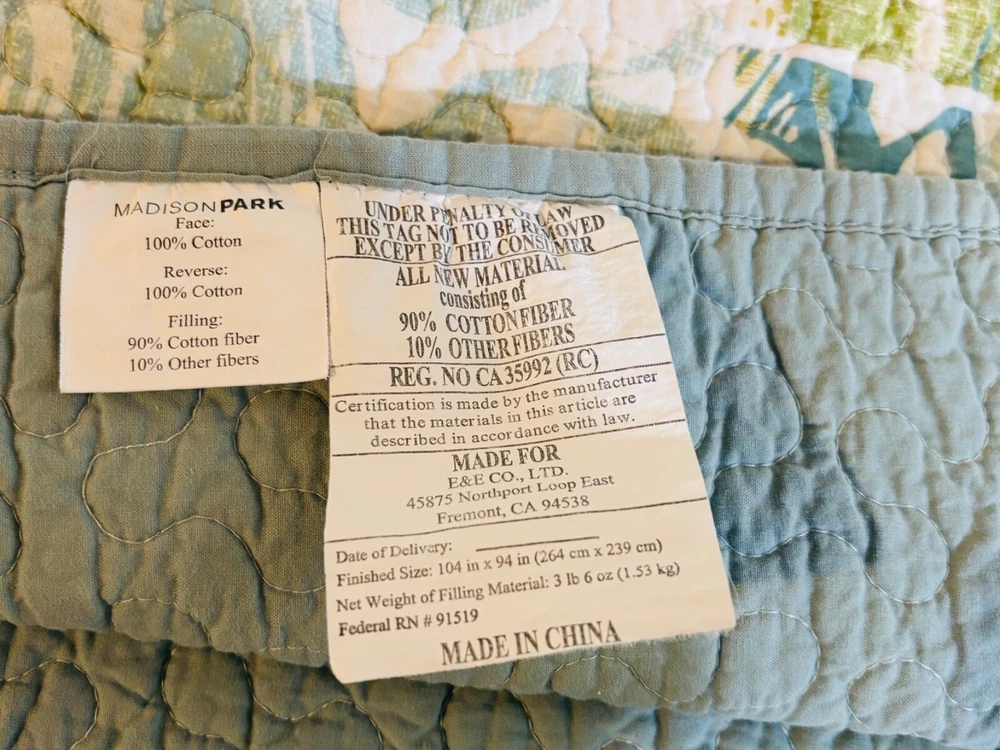 MADISONPARK
Face:
100% Cotton
Reverse:
100% Cotton
Filling:
90% Cotton fiber
10% Other fibers
UNDER PENALTY OF LAW
THIS TAG NOT TO BE REMOVED
EXCEPT BY THE CONSUMER
ALL NEW MATERIAL
consisting of
90% COTTONFIBER
10% OTHERFIBERS
REG. NO CA35992 (RC)
Certification is made by the manufacturer
that the materials in this article are
described in accordance with law.
MADE FOR
E&E CO., LTD.
45875 Northport Loop East
Fremont, CA 94538
Date of Delivery:
Finished Size: 104 in x 94 in (264 cm x 239 cm)
Net Weight of Filling Material: 3 lb 6 oz (1.53 kg)
Federal RN # 91519
MADE IN CHINA